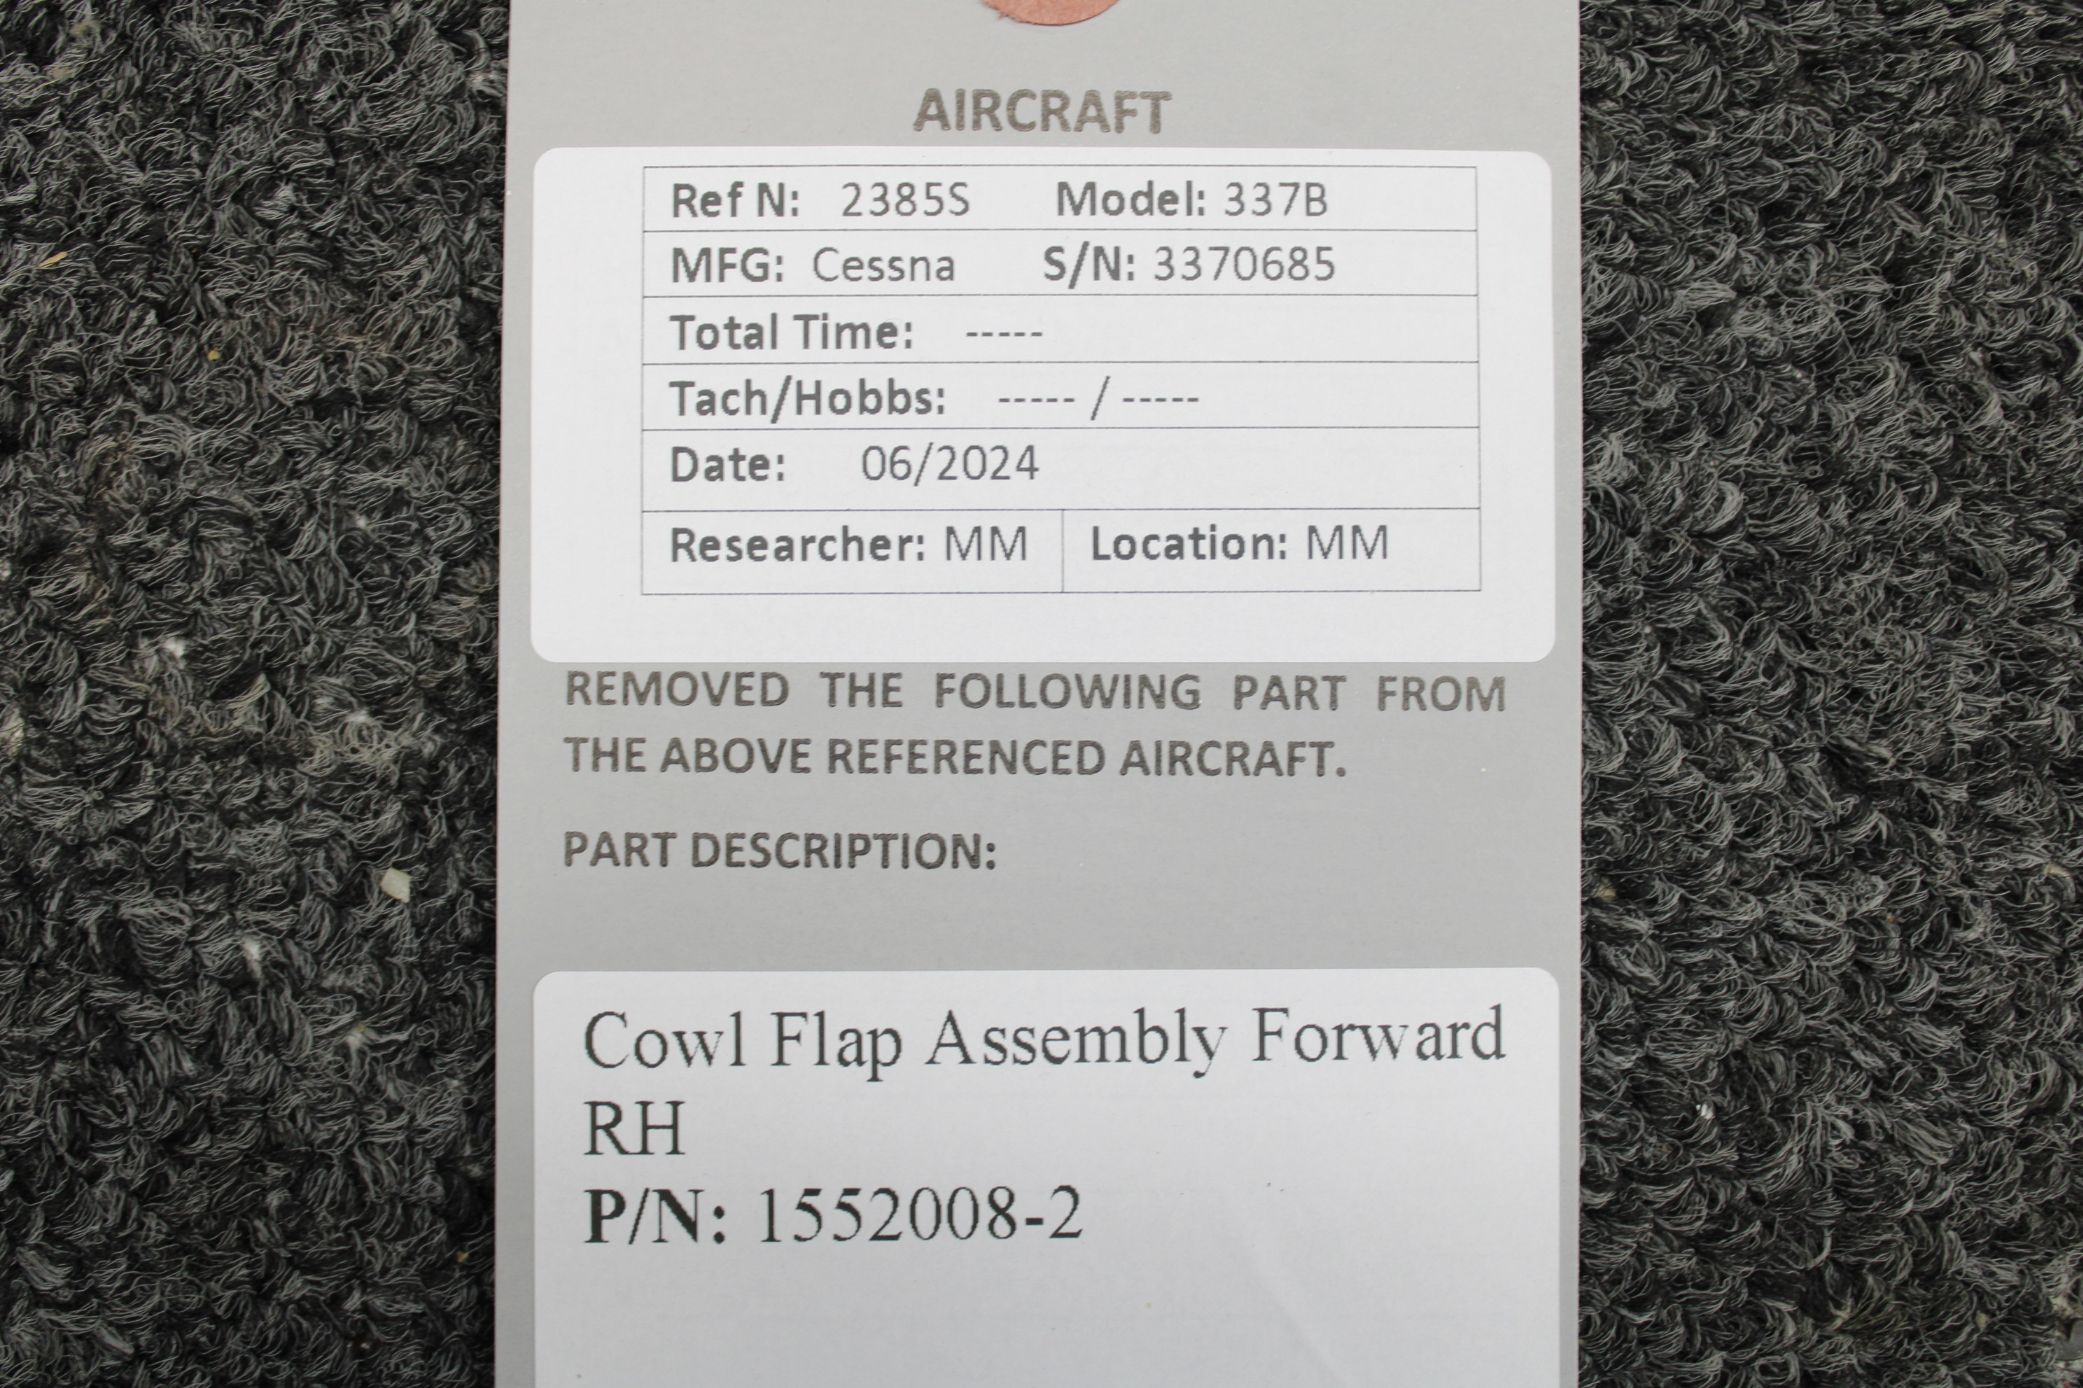 AIRCRAFT
Ref N: 2385S Model: 337B
MFG: Cessna S/N: 3370685
Total Time: -----
Tach/Hobbs: ----- / -----
Date: 06/2024
Researcher: MM Location: MM
REMOVED THE FOLLOWING PART FROM
THE ABOVE REFERENCED AIRCRAFT.
PART DESCRIPTION:
Cowl Flap Assembly Forward
RH
P/N: 1552008-2